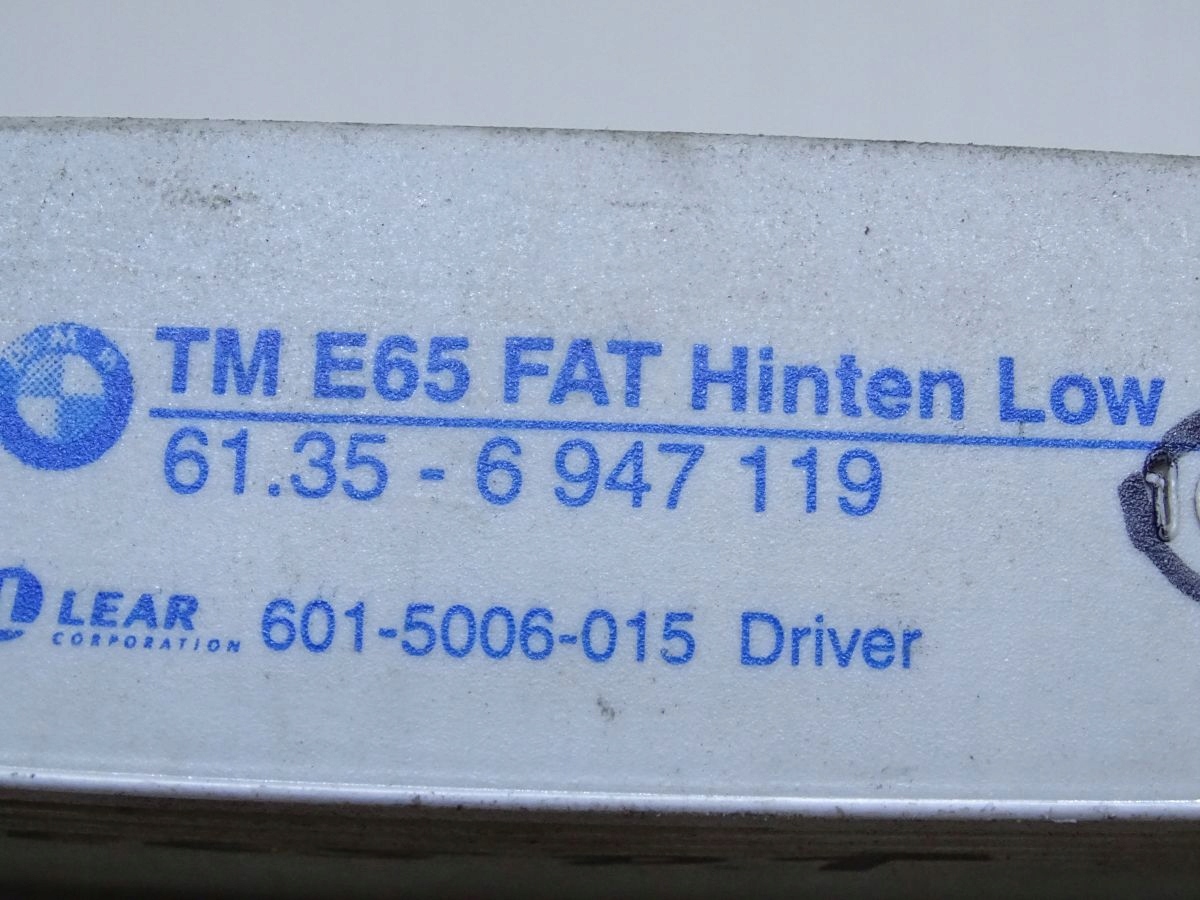 TM E65 FAT Hinten Low
61.35 - 6 947 119
LEAR
CORPORATION
601-5006-015 Driver